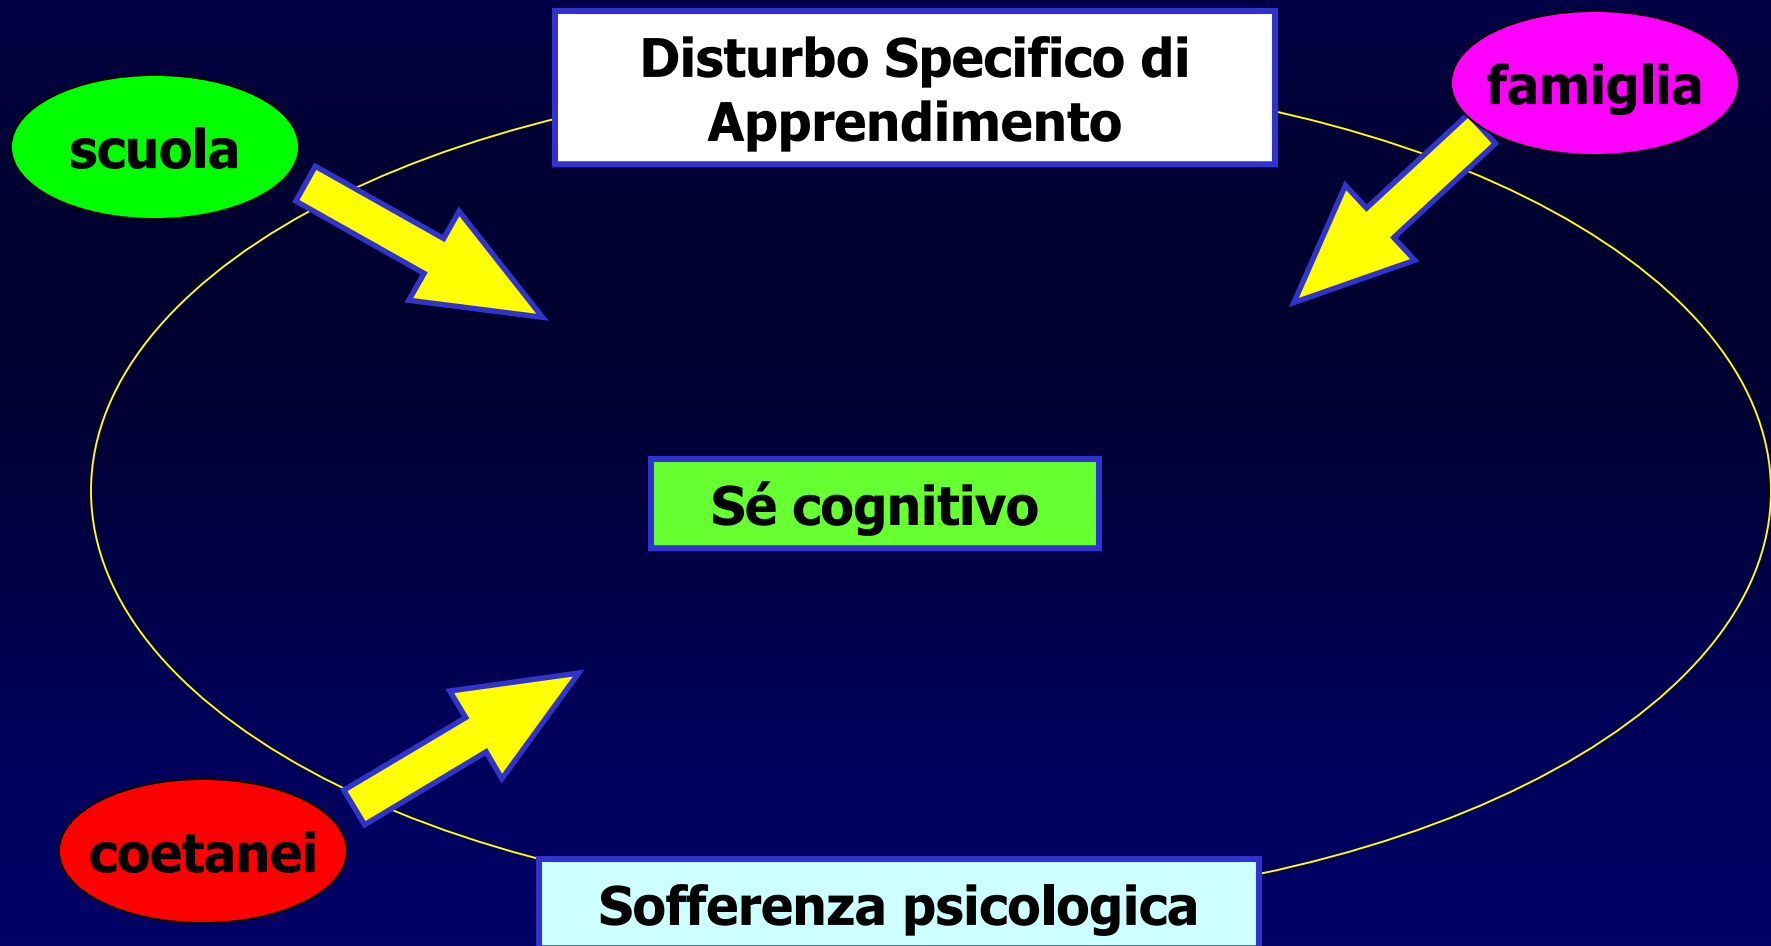 Disturbo Specifico di
Apprendimento
famiglia
scuola
Sé cognitivo
coetanei
Sofferenza psicologica